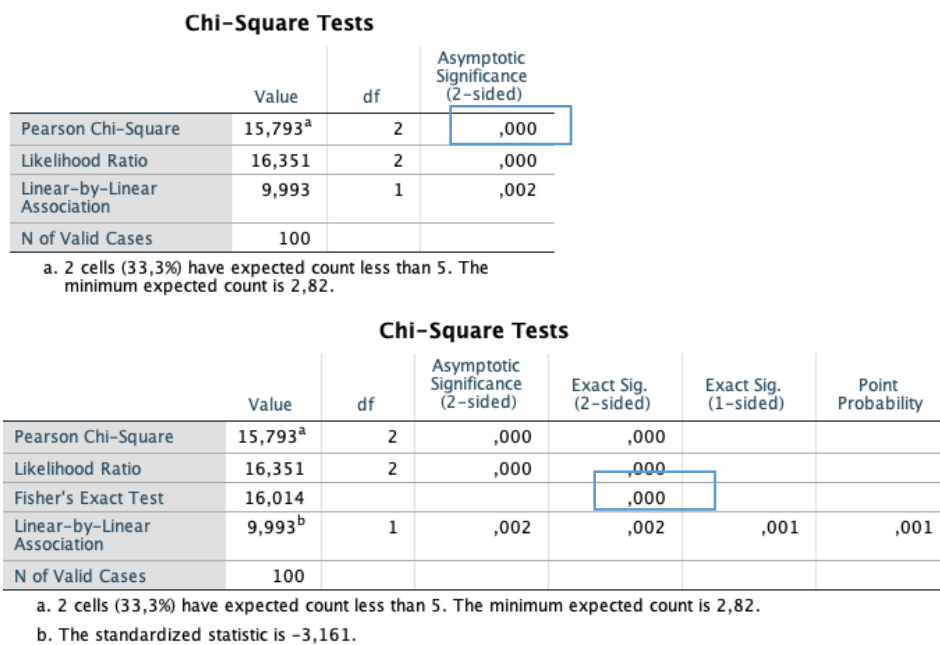 Chi-Square Tests
Asymptotic
Significance
(2-sided)
Value df
Pearson Chi-Square 15,793a 2 ,000
Likelihood Ratio 16,351 2 ,000
Linear-by-Linear
Association 9,993 1 ,002
N of Valid Cases 100
a. 2 cells (33,3%) have expected count less than 5. The
minimum expected count is 2,82.
Chi-Square Tests
Value df Asymptotic
Significance
(2-sided) Exact Sig.
(2-sided) Exact Sig.
(1-sided) Point
Probability
Pearson Chi-Square 15,793a 2 ,000 ,000
Likelihood Ratio 16,351 2 ,000 ,000
Fisher's Exact Test 16,014 ,000
Linear-by-Linear
Association 9,993b 1 ,002 ,002 ,001 ,001
N of Valid Cases 100
a. 2 cells (33,3%) have expected count less than 5. The minimum expected count is 2,82.
b. The standardized statistic is -3,161.